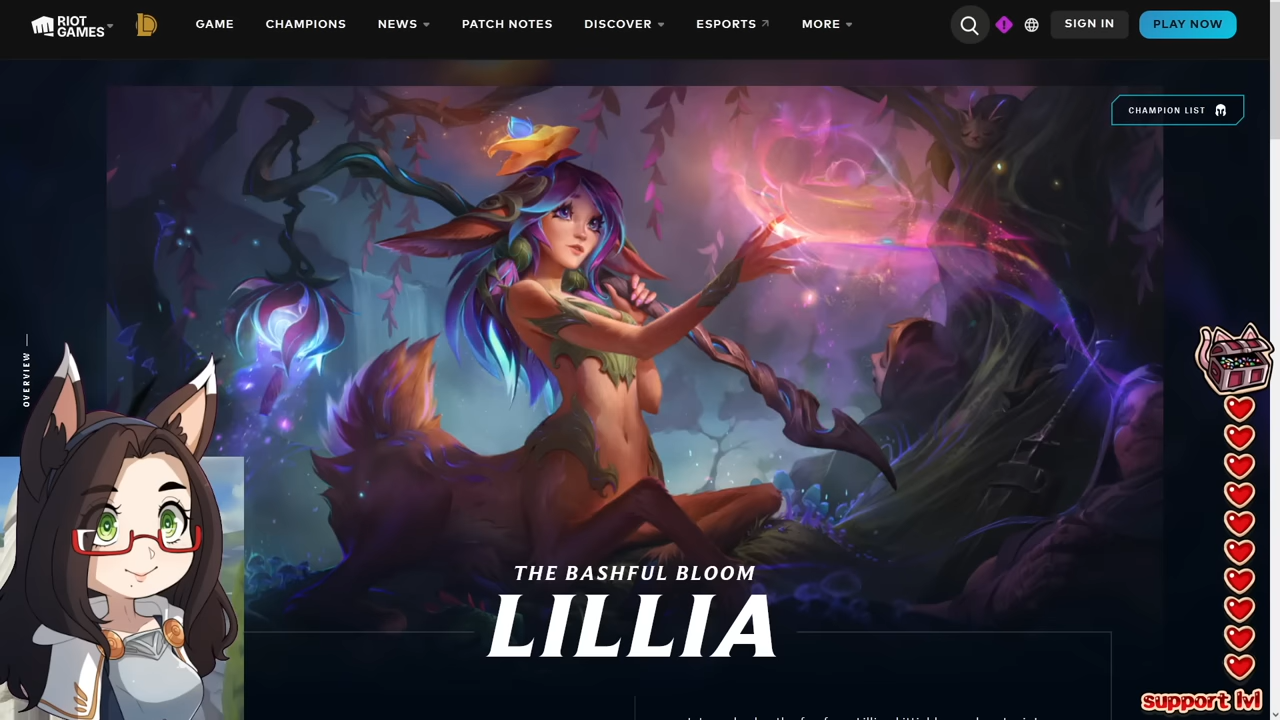 RIOT
GAMES
GAME
CHAMPIONS
NEWS
PATCH NOTES
DISCOVER
ESPORTS
MORE
SIGN IN
PLAY NOW
CHAMPION LIST
OVERVIEW
THE BASHFUL BLOOM
LILLIA
support lvl